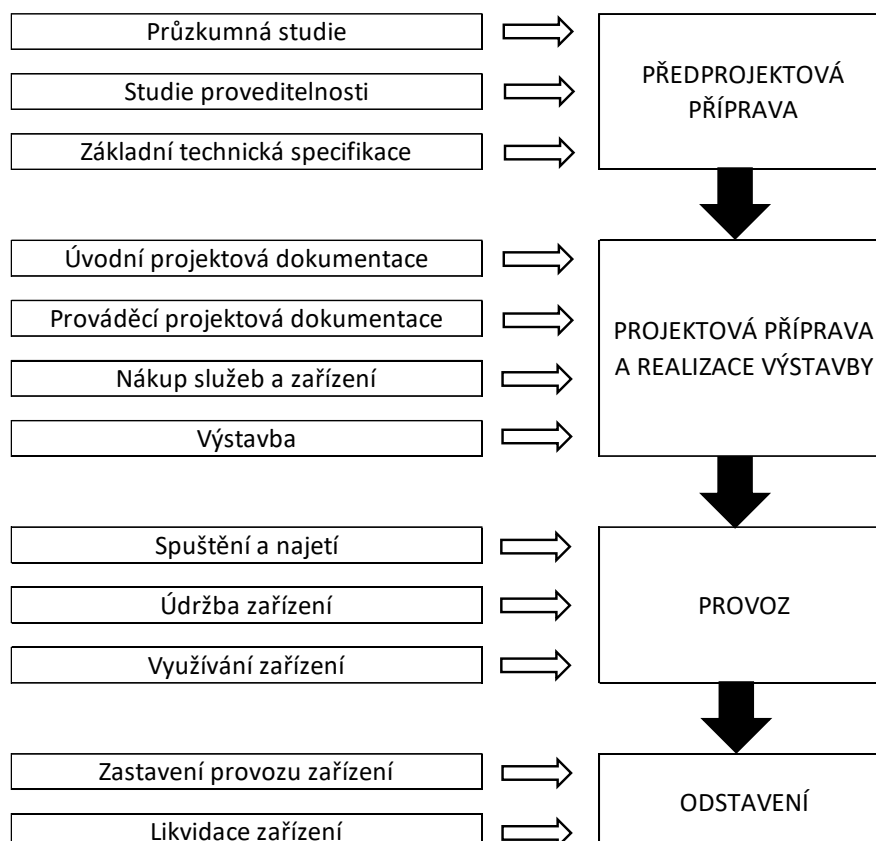 Průzkumná studie
Studie proveditelnosti
Základní technická specifikace
PŘEDPROJEKTOVÁ
PŘÍPRAVA
Úvodní projektová dokumentace
Prováděcí projektová dokumentace
Nákup služeb a zařízení
Výstavba
PROJEKTOVÁ PŘÍPRAVA
A REALIZACE VÝSTAVBY
Spuštění a najetí
Údržba zařízení
Využívání zařízení
PROVOZ
Zastavení provozu zařízení
Likvidace zařízení
ODSTAVENÍ